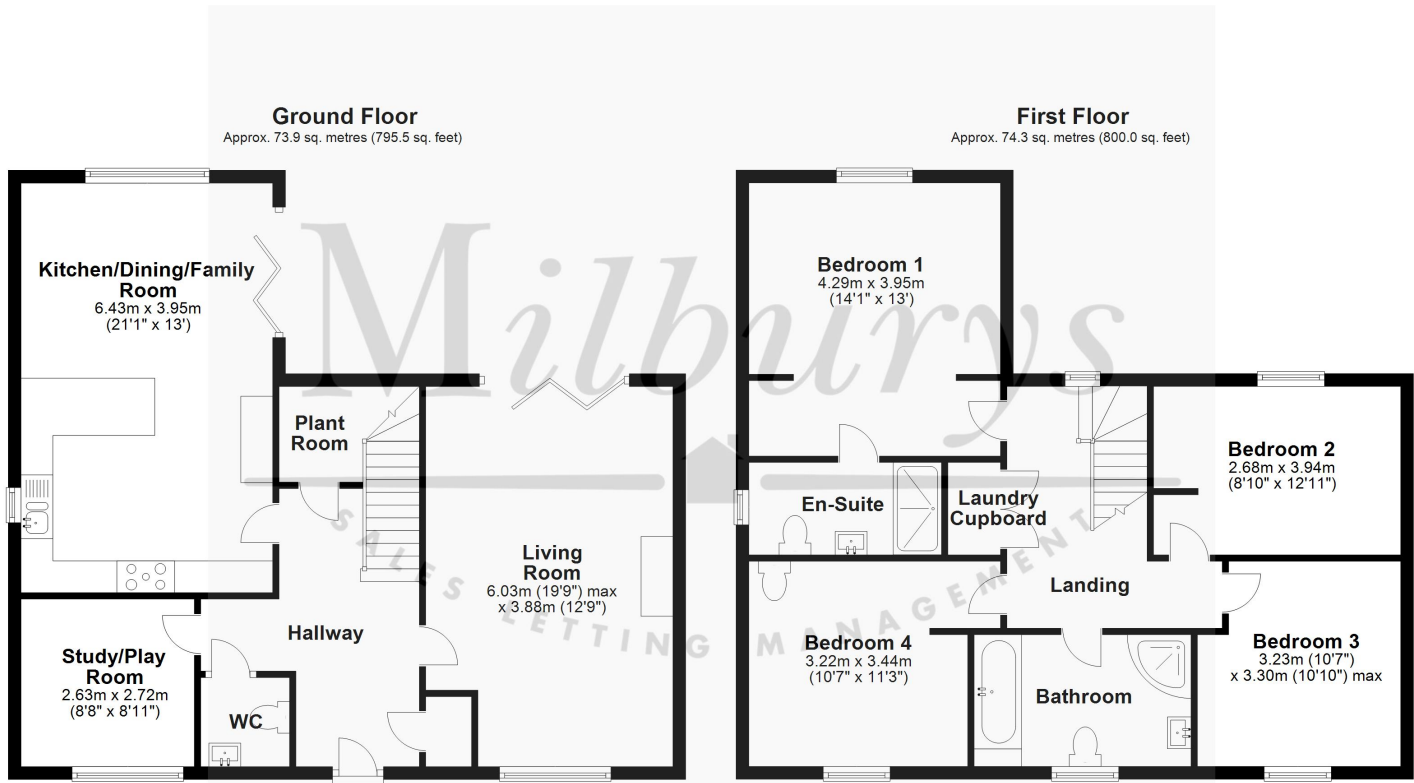 Ground Floor
Approx. 73.9 sq. metres (795.5 sq. feet)
Kitchen/Dining/Family
Room
6.43m x 3.95m
(21'1" x 13')
Plant
Room
Living
Room
6.03m (19'9") max
x 3.88m (12'9")
Hallway
Study/Play
Room
2.63m x 2.72m
(8'8" x 8'11")
WC
First Floor
Approx. 74.3 sq. metres (800.0 sq. feet)
Bedroom 1
4.29m x 3.95m
(14'1" x 13')
Bedroom 2
2.68m x 3.94m
(8'10" x 12'11")
En-Suite
Laundry
Cupboard
Landing
Bedroom 4
3.22m x 3.44m
(10'7" x 11'3")
Bedroom 3
3.23m (10'7")
x 3.30m (10'10") max
Bathroom
Milburys
SALES LETTING MANAGEMENT